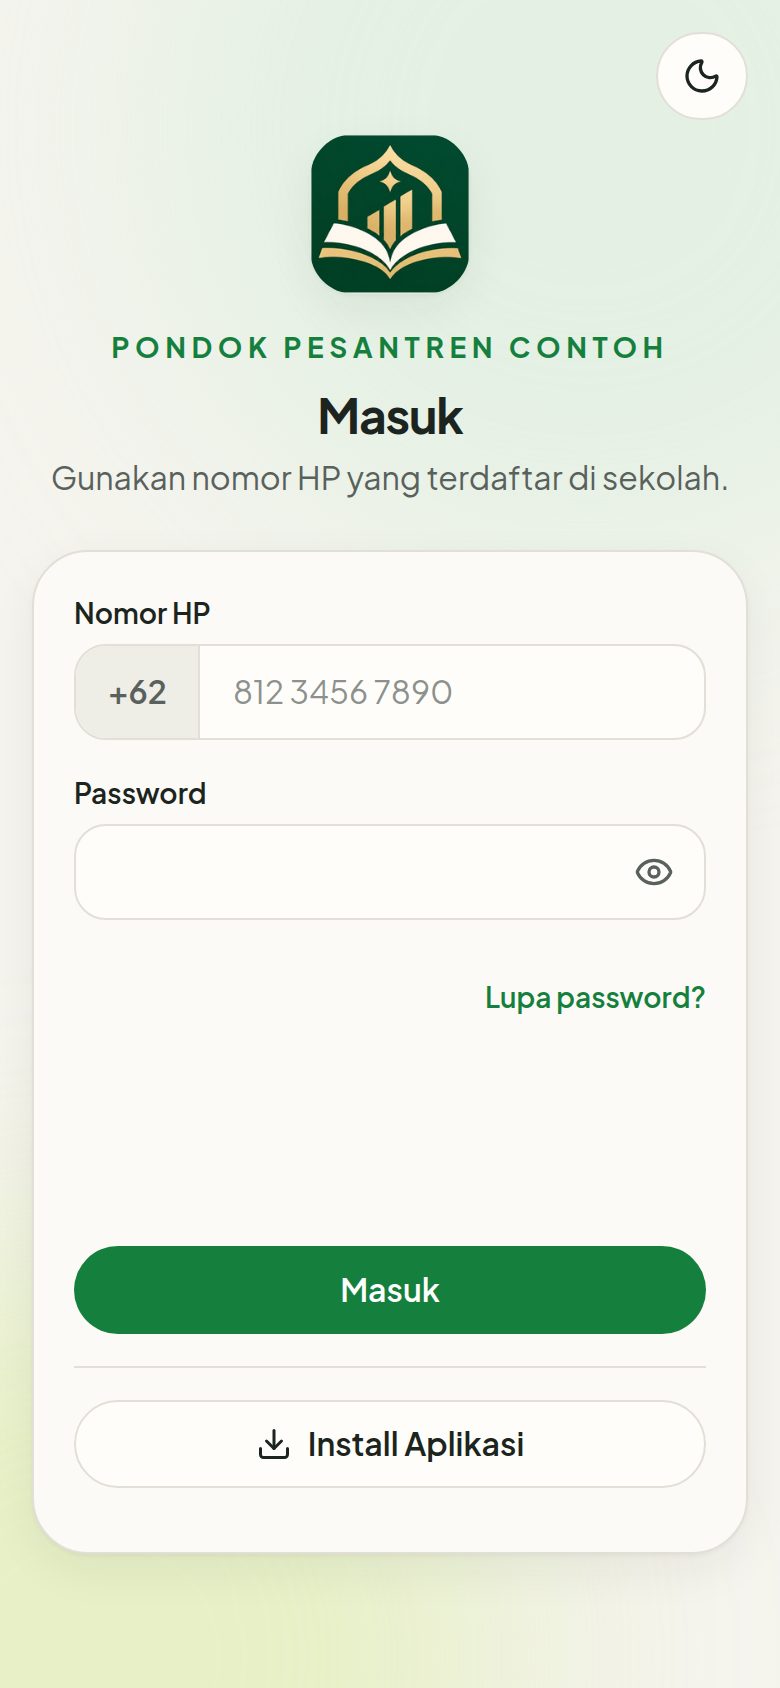 PONDOK PESANTREN CONTOH
Masuk
Gunakan nomor HP yang terdaftar di sekolah.
Nomor HP
+62 812 3456 7890
Password
Lupa password?
Masuk
Install Aplikasi